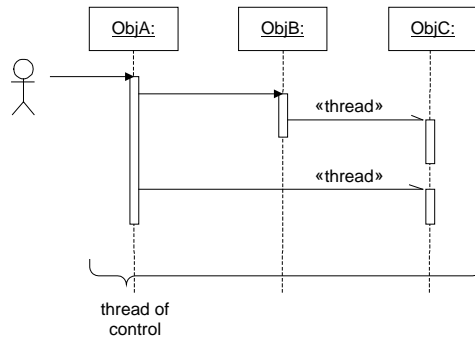 ObjA:
ObjB:
ObjC:
«thread»
«thread»
thread of
control